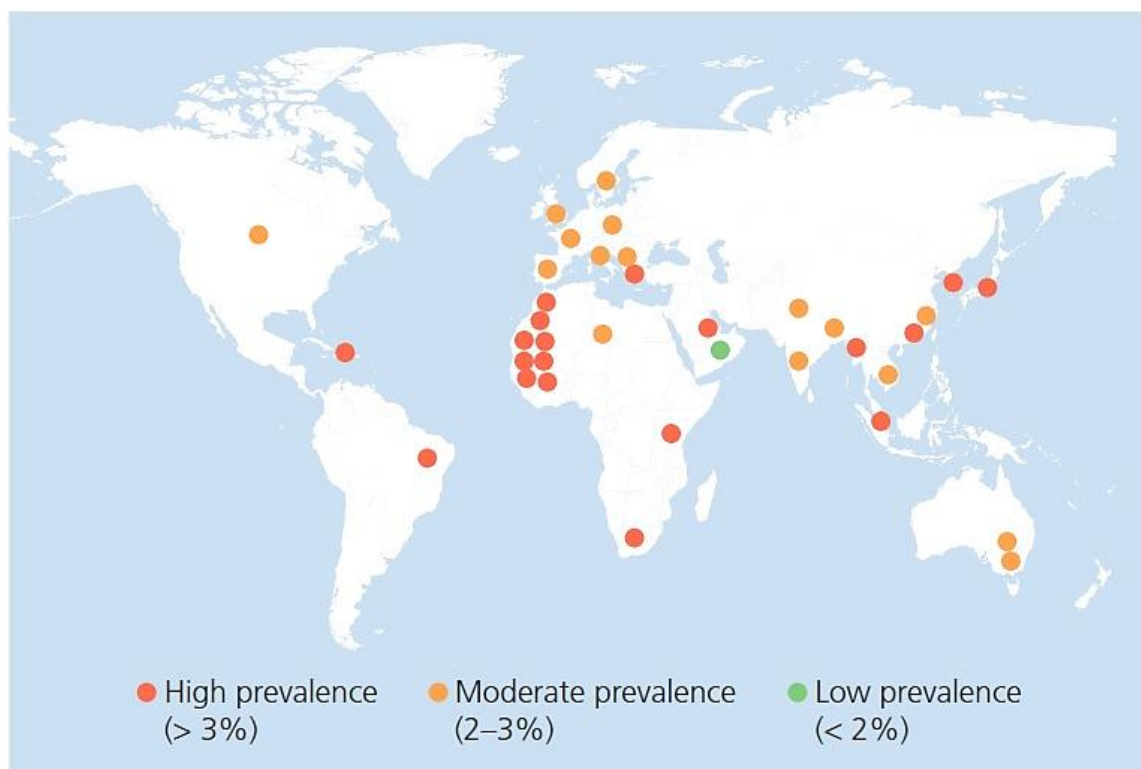 High prevalence
(> 3%)
Moderate prevalence
(2–3%)
Low prevalence
(< 2%)